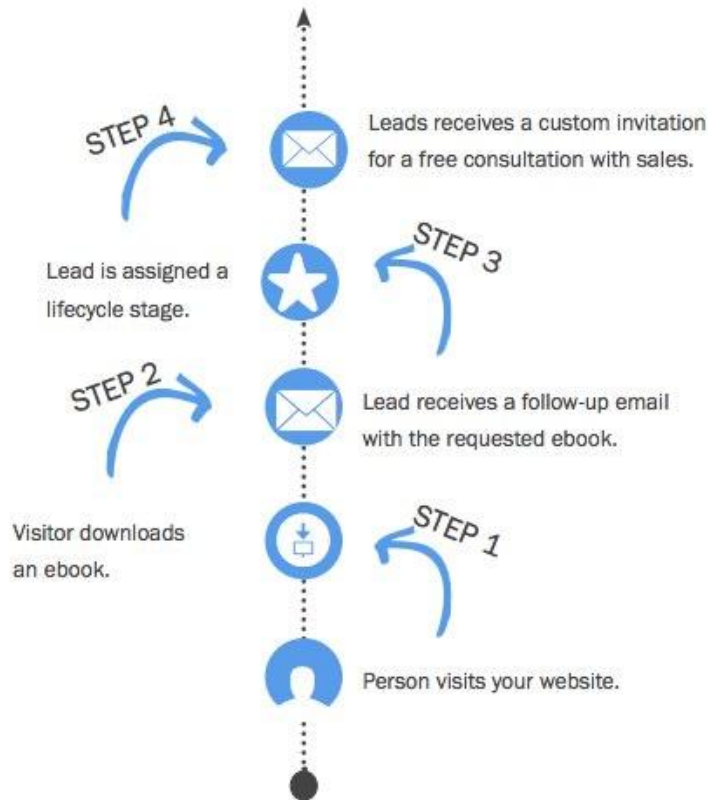 STEP 4
Leads receives a custom invitation
for a free consultation with sales.
STEP 3
Lead is assigned a
lifecycle stage.
STEP 2
Lead receives a follow-up email
with the requested ebook.
STEP 1
Visitor downloads
an ebook.
Person visits your website.